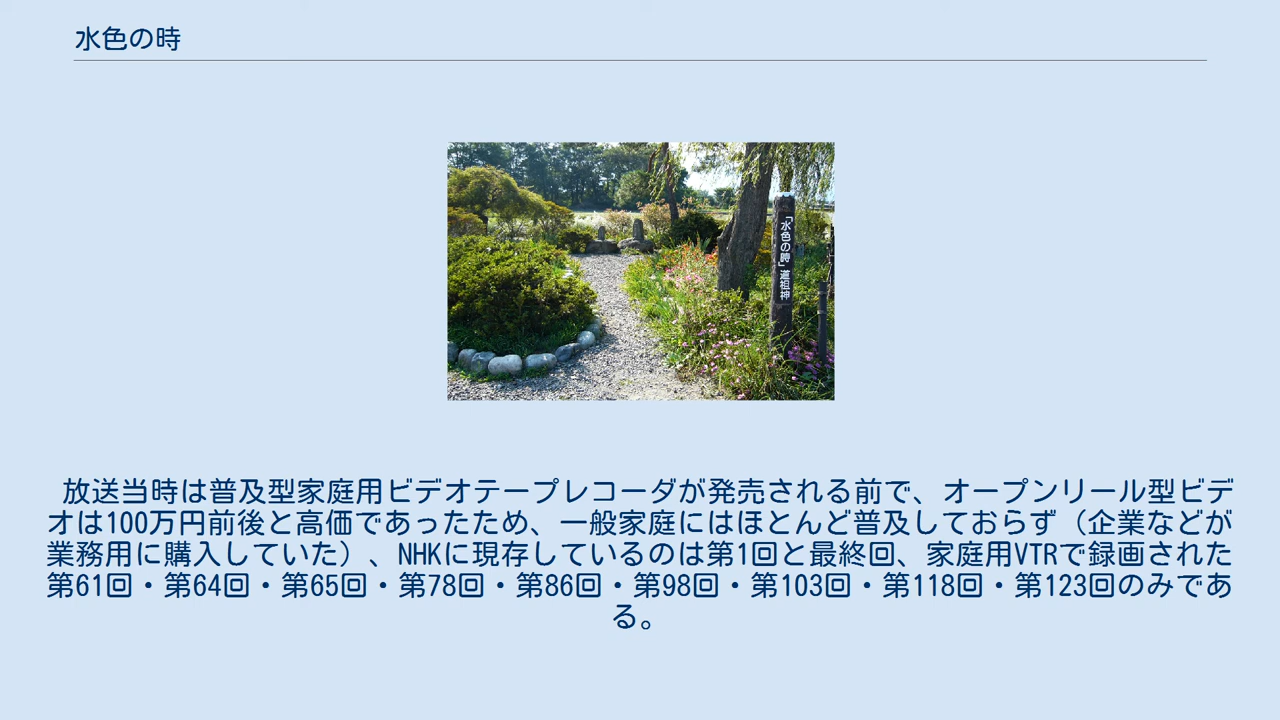 水色の時
「水色の時」道祖神
放送当時は普及型家庭用ビデオテープレコーダが発売される前で、オープンリール型ビデ
オは100万円前後と高価であったため、一般家庭にはほとんど普及しておらず（企業などが
業務用に購入していた）、NHKに現存しているのは第1回と最終回、家庭用VTRで録画された
第61回・第64回・第65回・第78回・第86回・第98回・第103回・第118回・第123回のみであ
る。